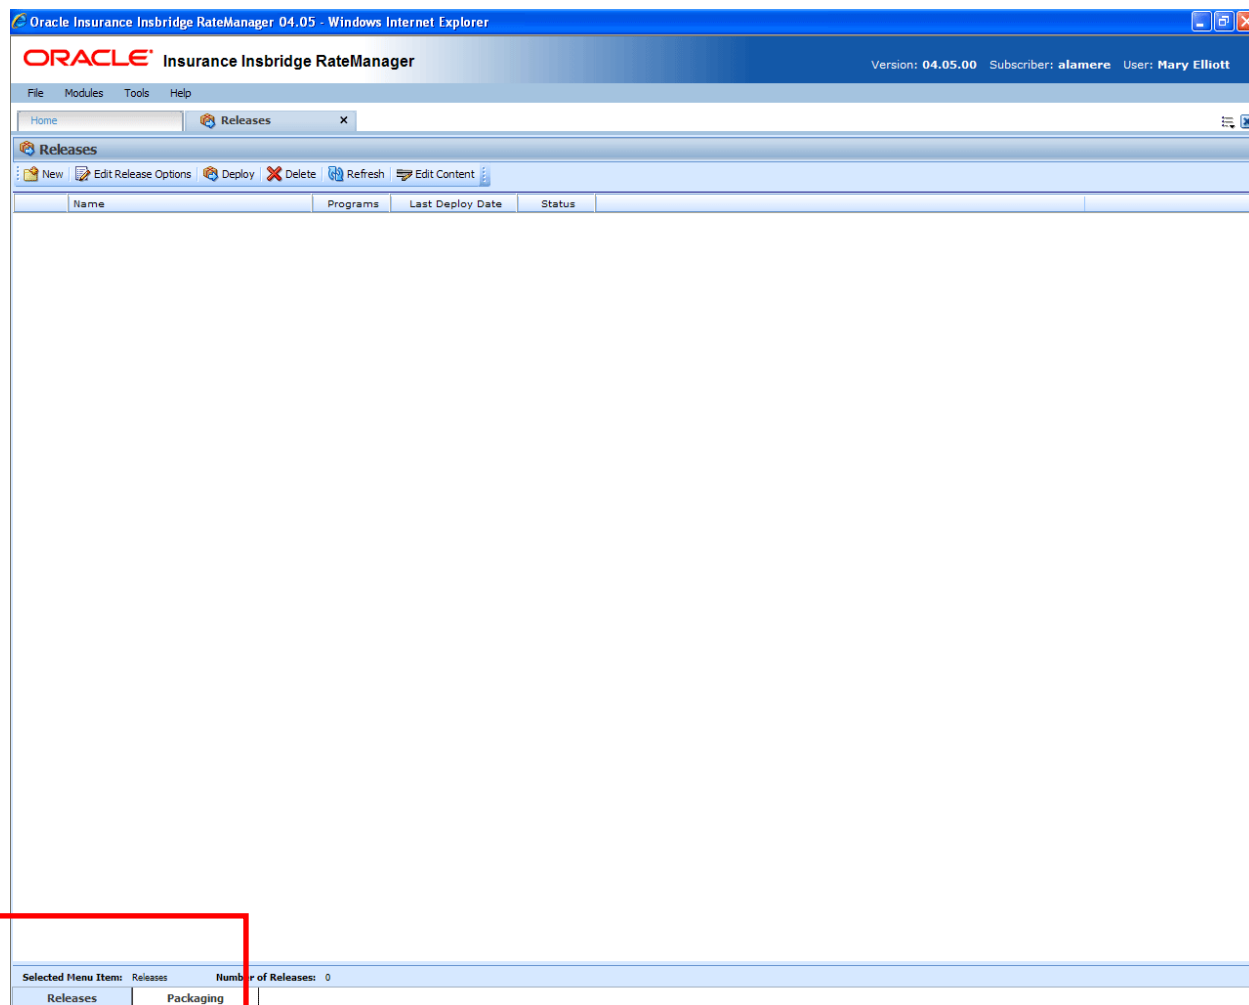 Oracle Insurance Insbridge RateManager 04.05 - Windows Internet Explorer
ORACLE Insurance Insbridge RateManager
Version: 04.05.00 Subscriber: alamere User: Mary Elliott
File Modules Tools Help
Home Releases
Releases
New Edit Release Options Deploy Delete Refresh Edit Content
Name Programs Last Deploy Date Status
Selected Menu Item: Releases Number of Releases: 0
Releases Packaging